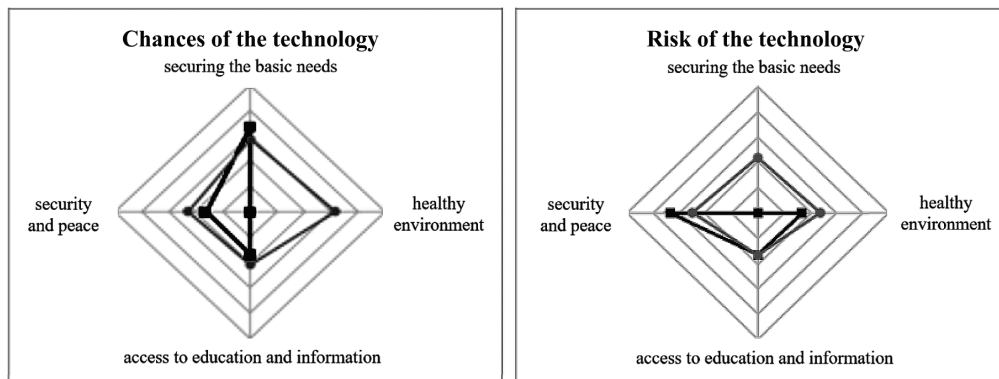 Chances of the technology
securing the basic needs
security
and peace
healthy
environment
access to education and information
Risk of the technology
securing the basic needs
security
and peace
healthy
environment
access to education and information